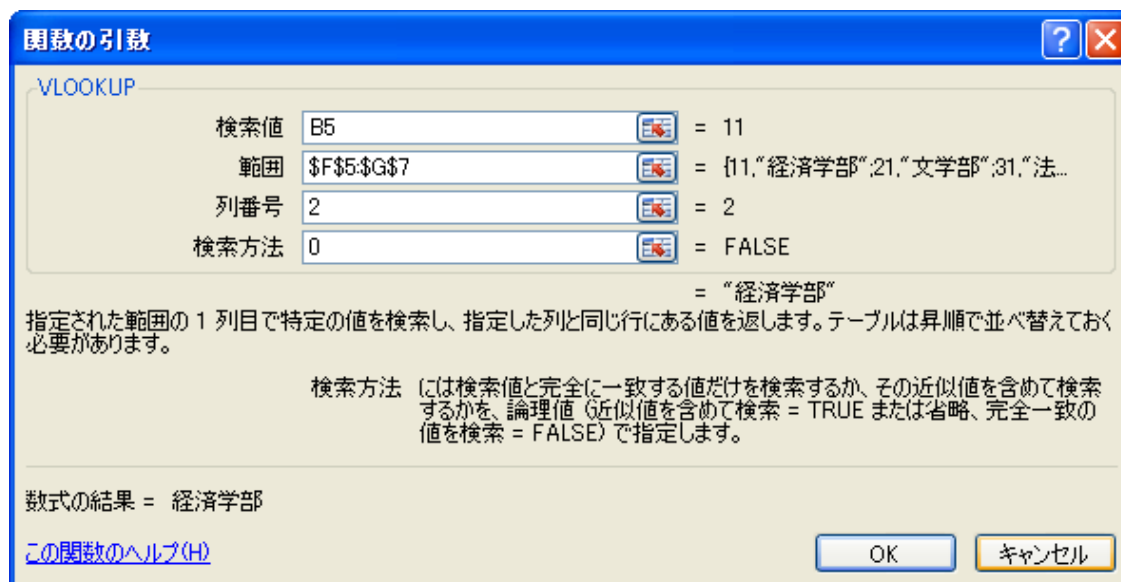 関数の引数
VLOOKUP
検索値 B5 = 11
範囲 $F$5:$G$7 = {11,"経済学部";21,"文学部";31,"法...
列番号 2 = 2
検索方法 0 = FALSE
= "経済学部"
指定された範囲の 1 列目で特定の値を検索し、指定した列と同じ行にある値を返します。テーブルは昇順で並べ替えておく
必要があります。
検索方法 には検索値と完全に一致する値だけを検索するか、その近似値を含めて検索
するかを、論理値 (近似値を含めて検索 = TRUE または省略、完全一致の
値を検索 = FALSE) で指定します。
数式の結果 = 経済学部
この関数のヘルプ(H)
OK キャンセル